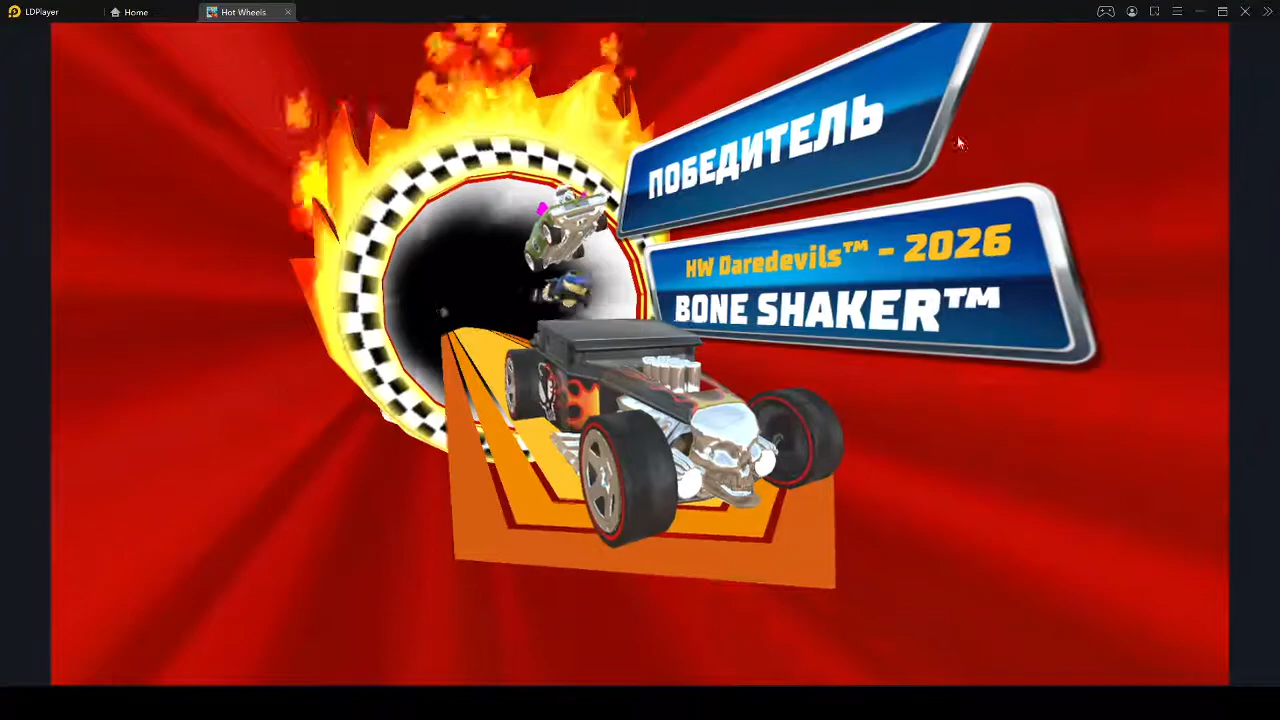 LDPlayer
Home
Hot Wheels
ПОБЕДИТЕЛЬ
HW Daredevils™ - 2026
BONE SHAKER™